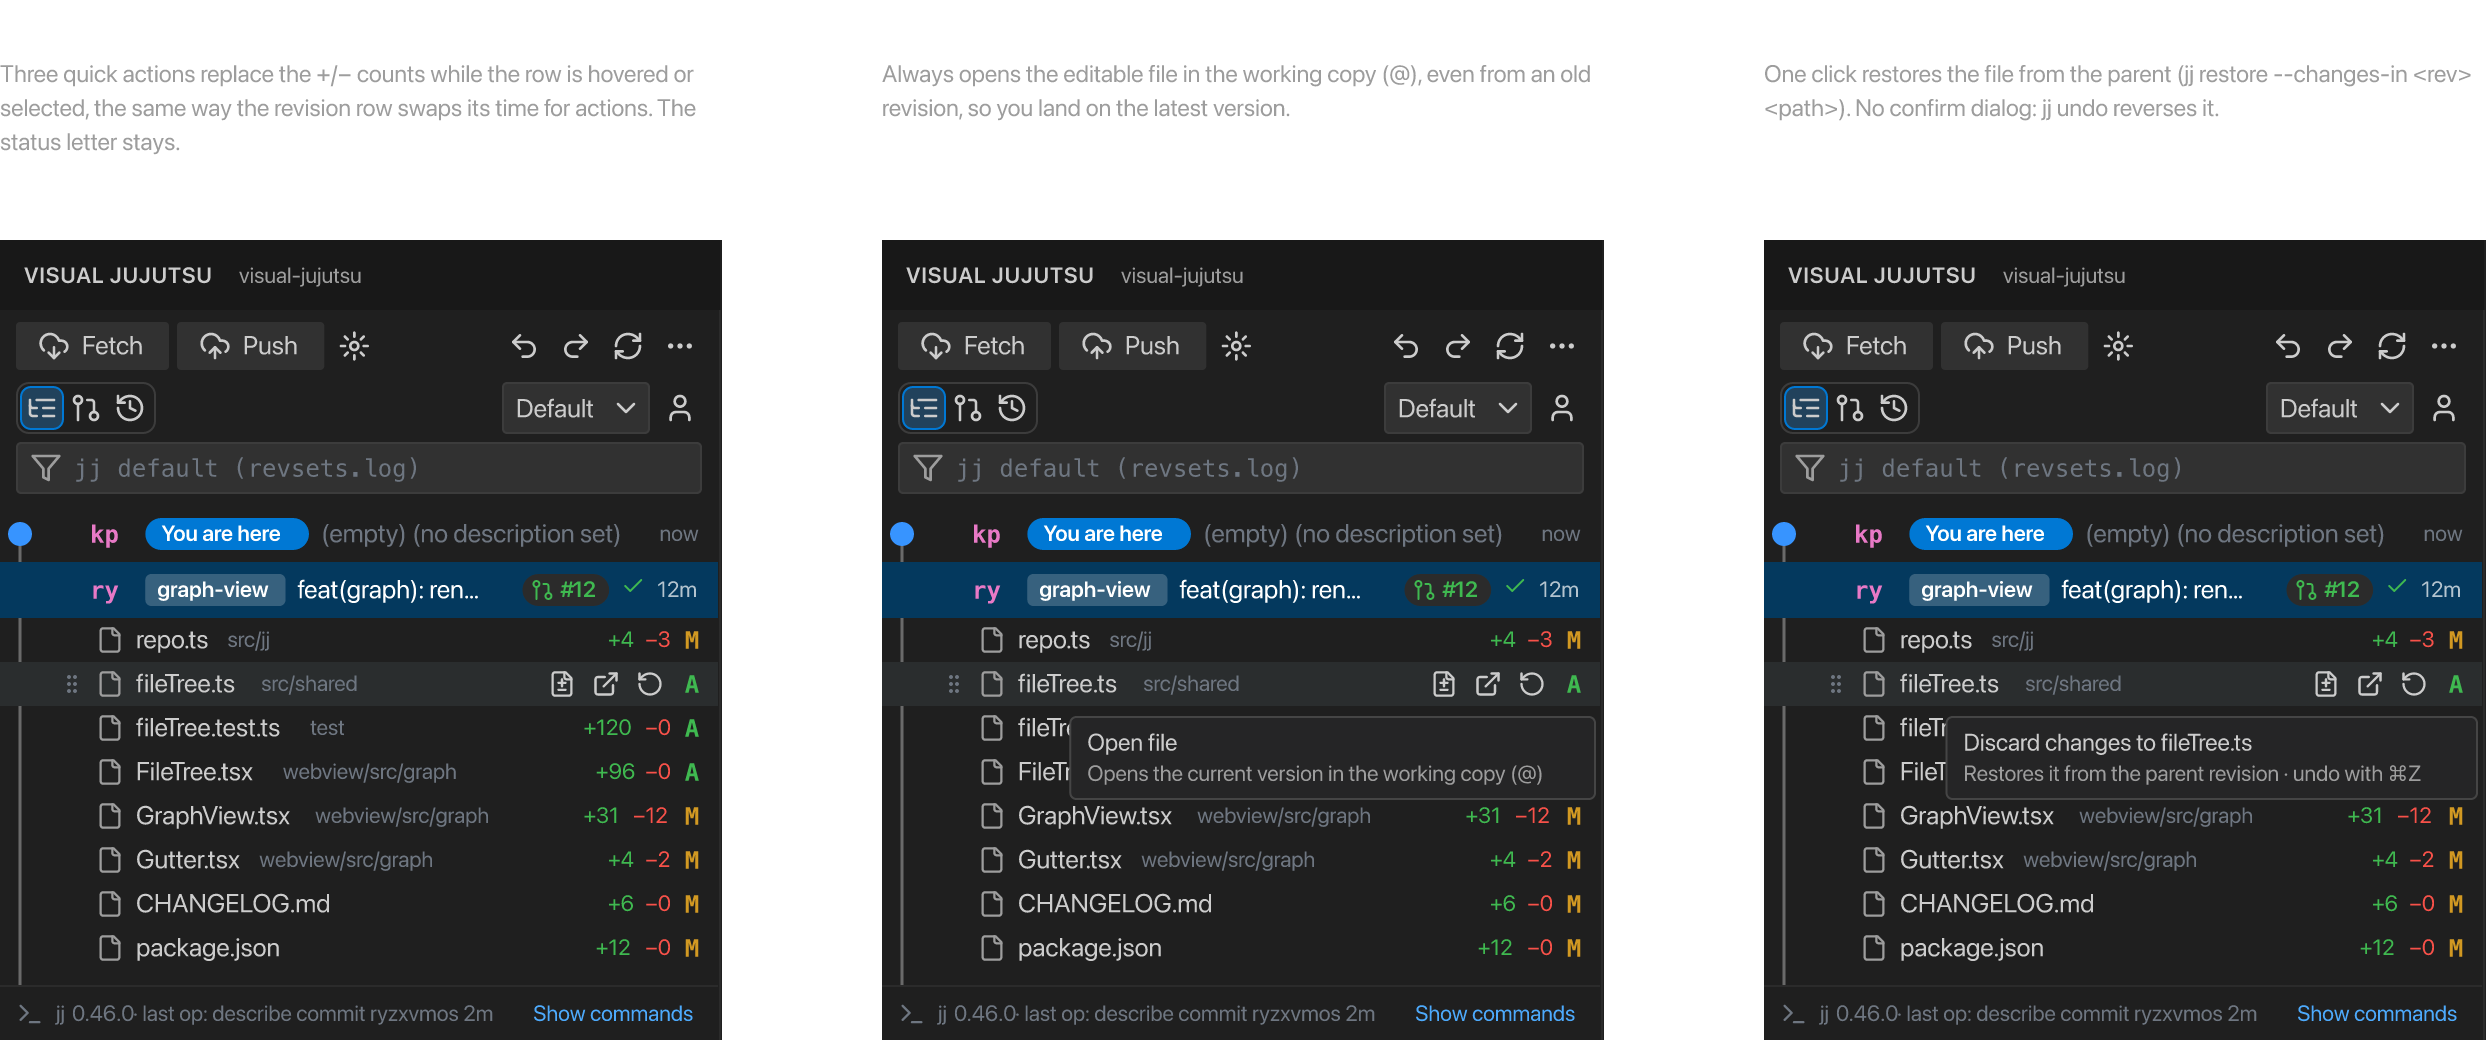 Three quick actions replace the +/− counts while the row is hovered or
selected, the same way the revision row swaps its time for actions. The
status letter stays.
VISUAL JUJUTSU visual-jujutsu
Fetch Push
Default
jj default (revsets.log)
kp You are here (empty) (no description set) now
ry graph-view feat(graph): ren... #12 12m
repo.ts src/jj +4 −3 M
fileTree.ts src/shared A
fileTree.test.ts test +120 −0 A
FileTree.tsx webview/src/graph +96 −0 A
GraphView.tsx webview/src/graph +31 −12 M
Gutter.tsx webview/src/graph +4 −2 M
CHANGELOG.md +6 −0 M
package.json +12 −0 M
jj 0.46.0· last op: describe commit ryzxvmos 2m Show commands
Always opens the editable file in the working copy (@), even from an old
revision, so you land on the latest version.
VISUAL JUJUTSU visual-jujutsu
Fetch Push
Default
jj default (revsets.log)
kp You are here (empty) (no description set) now
ry graph-view feat(graph): ren... #12 12m
repo.ts src/jj +4 −3 M
fileTree.ts src/shared A
Open file
Opens the current version in the working copy (@)
GraphView.tsx webview/src/graph +31 −12 M
Gutter.tsx webview/src/graph +4 −2 M
CHANGELOG.md +6 −0 M
package.json +12 −0 M
jj 0.46.0· last op: describe commit ryzxvmos 2m Show commands
One click restores the file from the parent (jj restore --changes-in <rev>
<path>). No confirm dialog: jj undo reverses it.
VISUAL JUJUTSU visual-jujutsu
Fetch Push
Default
jj default (revsets.log)
kp You are here (empty) (no description set) now
ry graph-view feat(graph): ren... #12 12m
repo.ts src/jj +4 −3 M
fileTree.ts src/shared A
Discard changes to fileTree.ts
Restores it from the parent revision · undo with ⌘Z
GraphView.tsx webview/src/graph +31 −12 M
Gutter.tsx webview/src/graph +4 −2 M
CHANGELOG.md +6 −0 M
package.json +12 −0 M
jj 0.46.0· last op: describe commit ryzxvmos 2m Show commands